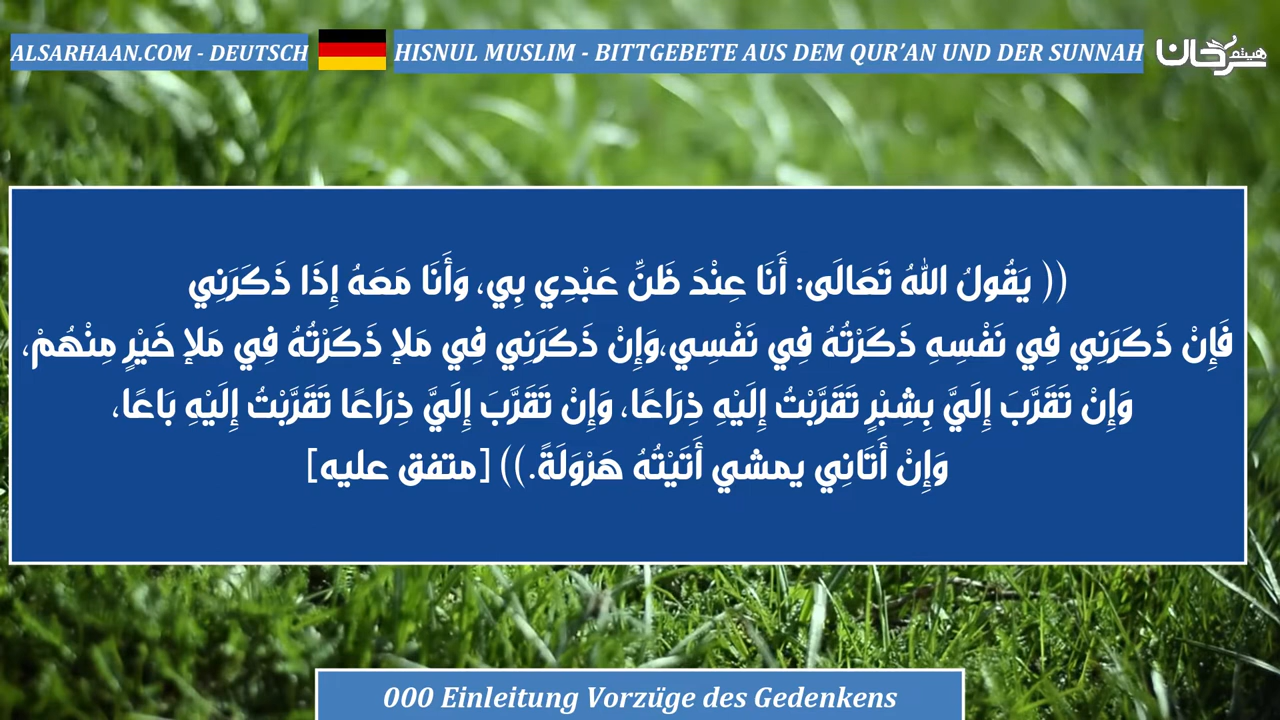 ALSARHAAN.COM - DEUTSCH
HISNUL MUSLIM - BITTGEBETE AUS DEM QUR’AN UND DER SUNNAH
هيثم سرحان
(( يَقُولُ اللهُ تَعَالَى: أَنَا عِنْدَ ظَنِّ عَبْدِي بِي، وَأَنَا مَعَهُ إِذَا ذَكَرَنِي
فَإِنْ ذَكَرَنِي فِي نَفْسِهِ ذَكَرْتُهُ فِي نَفْسِي،وَإِنْ ذَكَرَنِي فِي مَلإ ذَكَرْتُهُ فِي مَلإ خَيْرٍ مِنْهُمْ،
وَإِنْ تَقَرَّبَ إِلَيَّ بِشِبْرٍ تَقَرَّبْتُ إِلَيْهِ ذِرَاعًا، وَإِنْ تَقَرَّبَ إِلَيَّ ذِرَاعًا تَقَرَّبْتُ إِلَيْهِ بَاعًا،
وَإِنْ أَتَانِي يمشي أَتَيْتُهُ هَرْوَلَةً.)) [متفق عليه]
000 Einleitung Vorzüge des Gedenkens